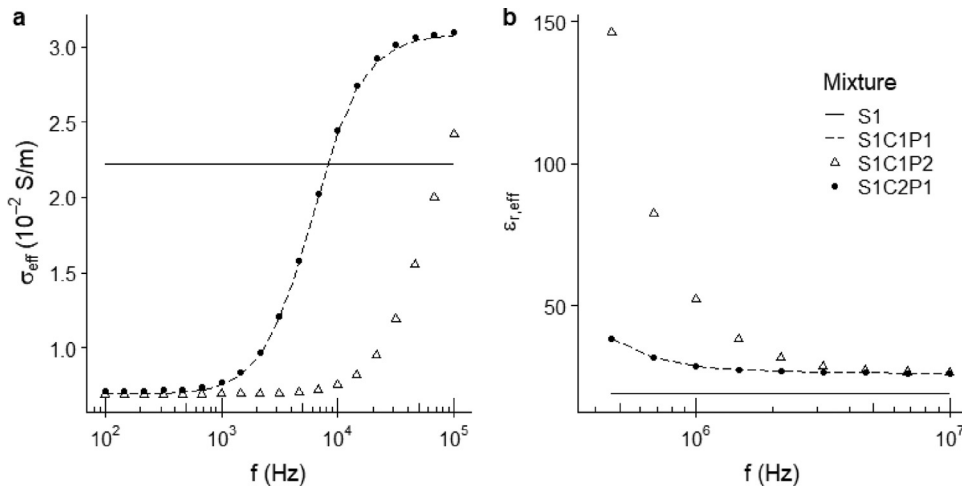 a
3.0
2.5
2.0
1.5
1.0
σeff (10⁻² S/m)
10² 10³ 10⁴ 10⁵
f (Hz)
b
150
100
50
εr,eff
10⁶ 10⁷
f (Hz)
Mixture
S1
S1C1P1
S1C1P2
S1C2P1